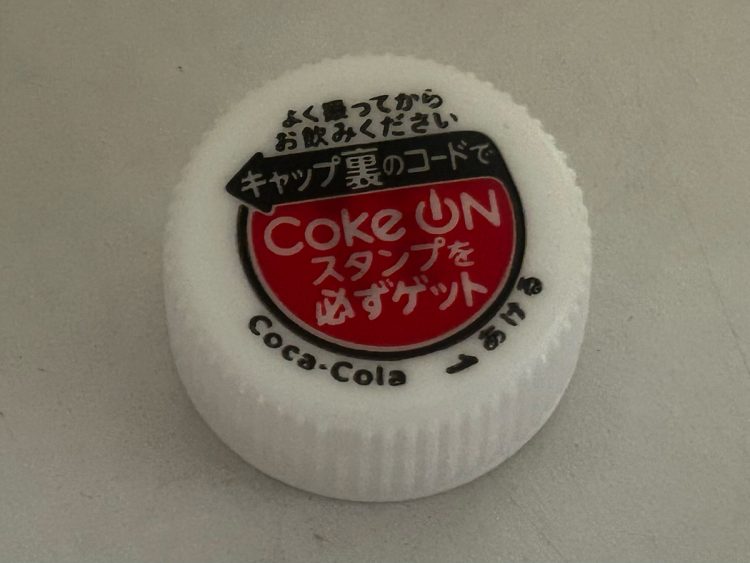 よく振ってから
お飲みください
キャップ裏のコードで
Coke ON
スタンプを
必ずゲット
Coca-Cola
あける